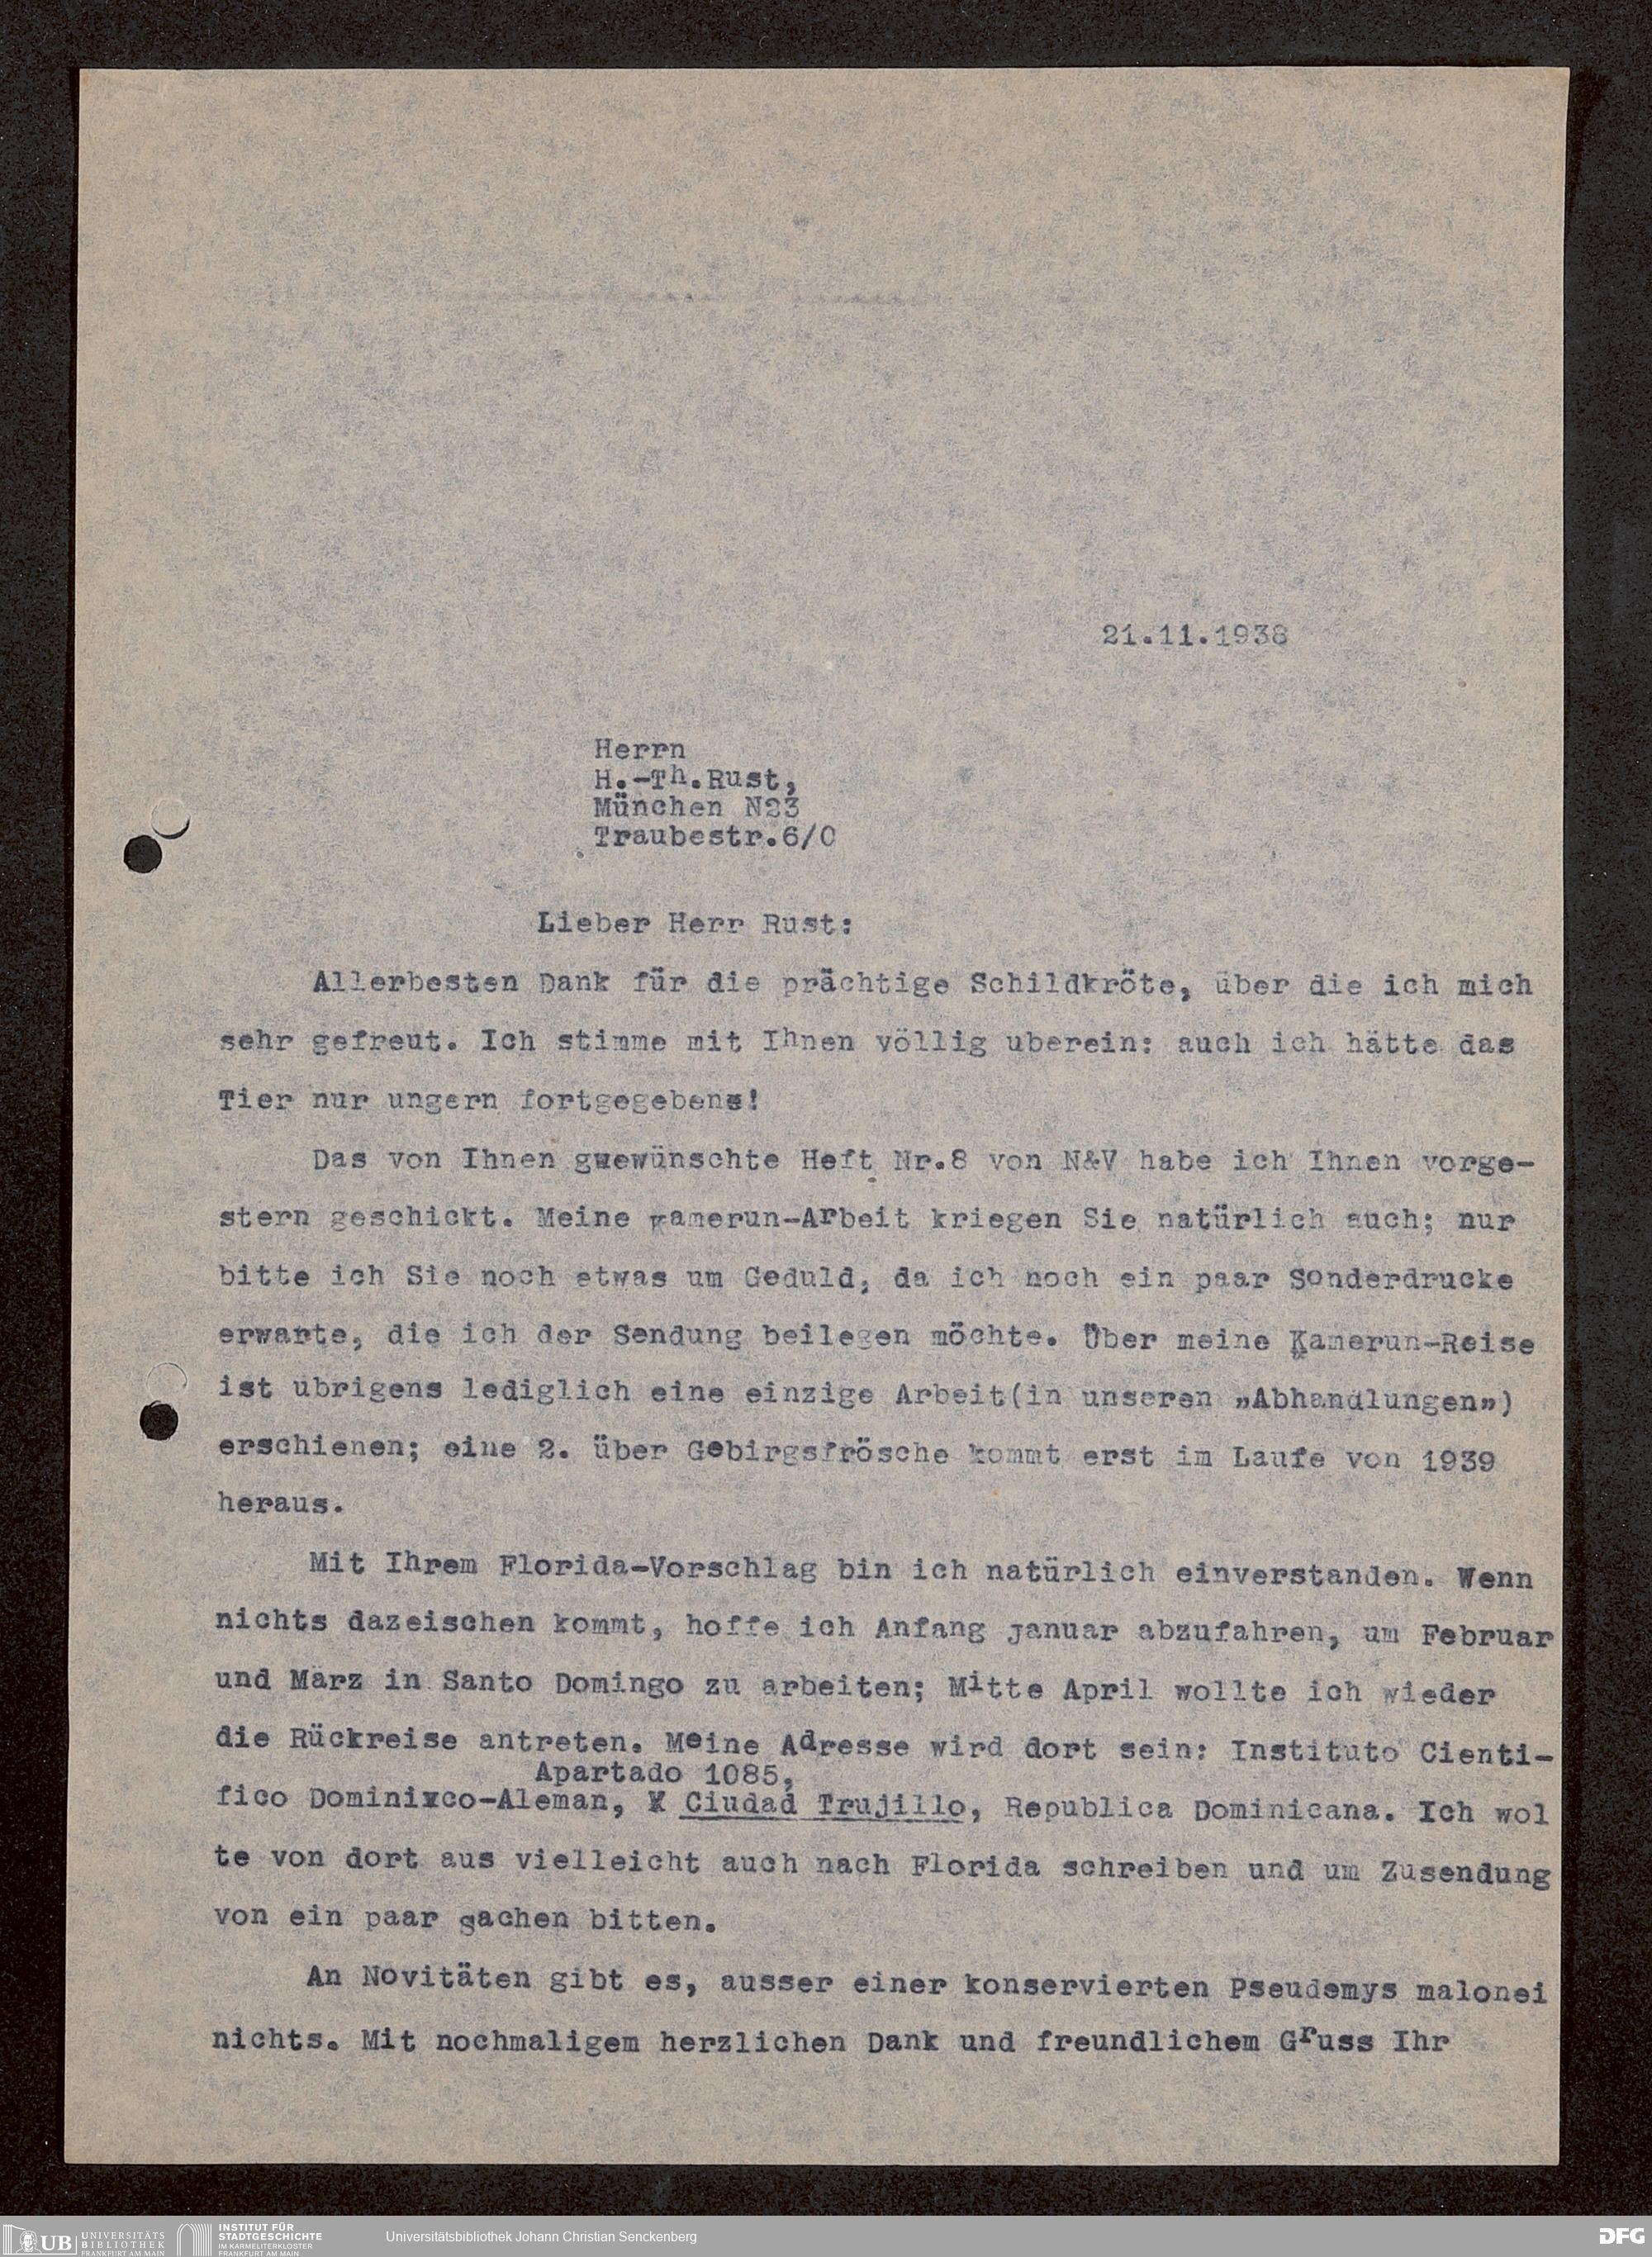 21.11.1938
Herrn
H.-Th.Rust,
München N23
Traubestr.6/0
Lieber Herr Rust:
Allerbesten Dank für die prächtige Schildkröte, über die ich mich
sehr gefreut. Ich stimme mit Ihnen völlig uberein: auch ich hätte das
Tier nur ungern fortgegebene!
Das von Ihnen gwewünschte Heft Nr.8 von N&V habe ich Ihnen vorge-
stern geschickt. Meine Kamerun-Arbeit kriegen Sie natürlich auch; nur
bitte ich Sie noch etwas um Geduld, da ich noch ein paar Sonderdrucke
erwarte, die ich der Sendung beilegen möchte. Über meine Kamerun-Reise
ist übrigens lediglich eine einzige Arbeit(in unseren „Abhandlungen")
erschienen; eine 2. über Gebirgsfrösche kommt erst im Laufe von 1939
heraus.
Mit Ihrem Florida-Vorschlag bin ich natürlich einverstanden. Wenn
nichts dazeischen kommt, hoffe ich Anfang Januar abzufahren, um Februar
und März in Santo Domingo zu arbeiten; Mitte April wollte ich wieder
die Rückreise antreten. Meine Adresse wird dort sein: Instituto Cienti-
Apartado 1085,
fico Dominixco-Aleman, X Ciudad Trujillo, Republica Dominicana. Ich wol
te von dort aus vielleicht auch nach Florida schreiben und um Zusendung
von ein paar Sachen bitten.
An Novitäten gibt es, ausser einer konservierten Pseudemys malonei
nichts. Mit nochmaligem herzlichen Dank und freundlichem Gruss Ihr
UB UNIVERSITÄTS
BIBLIOTHEK
FRANKFURT AM MAIN
INSTITUT FÜR
STADTGESCHICHTE
IM KARMELITERKLOSTER
FRANKFURT AM MAIN
Universitätsbibliothek Johann Christian Senckenberg
DFG